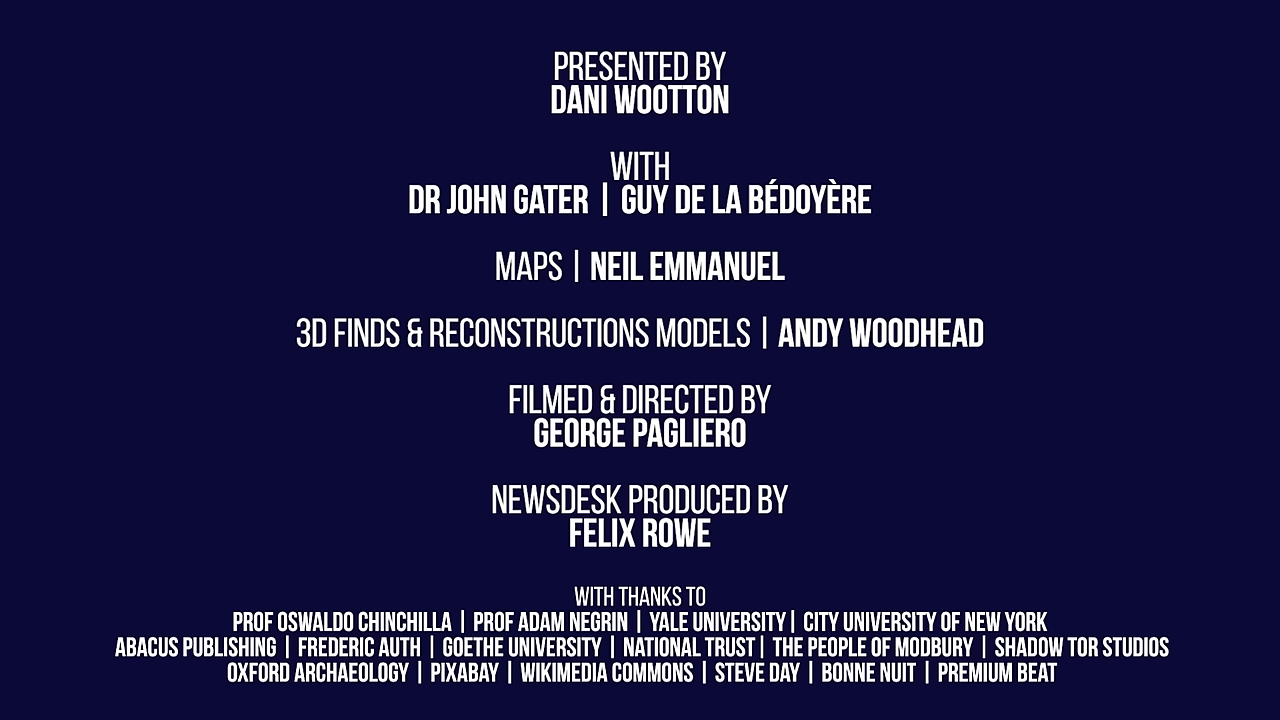 PRESENTED BY
DANI WOOTTON
WITH
DR JOHN GATER | GUY DE LA BÉDOYÈRE
MAPS | NEIL EMMANUEL
3D FINDS & RECONSTRUCTIONS MODELS | ANDY WOODHEAD
FILMED & DIRECTED BY
GEORGE PAGLIERO
NEWSDESK PRODUCED BY
FELIX ROWE
WITH THANKS TO
PROF OSWALDO CHINCHILLA | PROF ADAM NEGRIN | YALE UNIVERSITY | CITY UNIVERSITY OF NEW YORK
ABACUS PUBLISHING | FREDERIC AUTH | GOETHE UNIVERSITY | NATIONAL TRUST | THE PEOPLE OF MODBURY | SHADOW TOR STUDIOS
OXFORD ARCHAEOLOGY | PIXABAY | WIKIMEDIA COMMONS | STEVE DAY | BONNE NUIT | PREMIUM BEAT